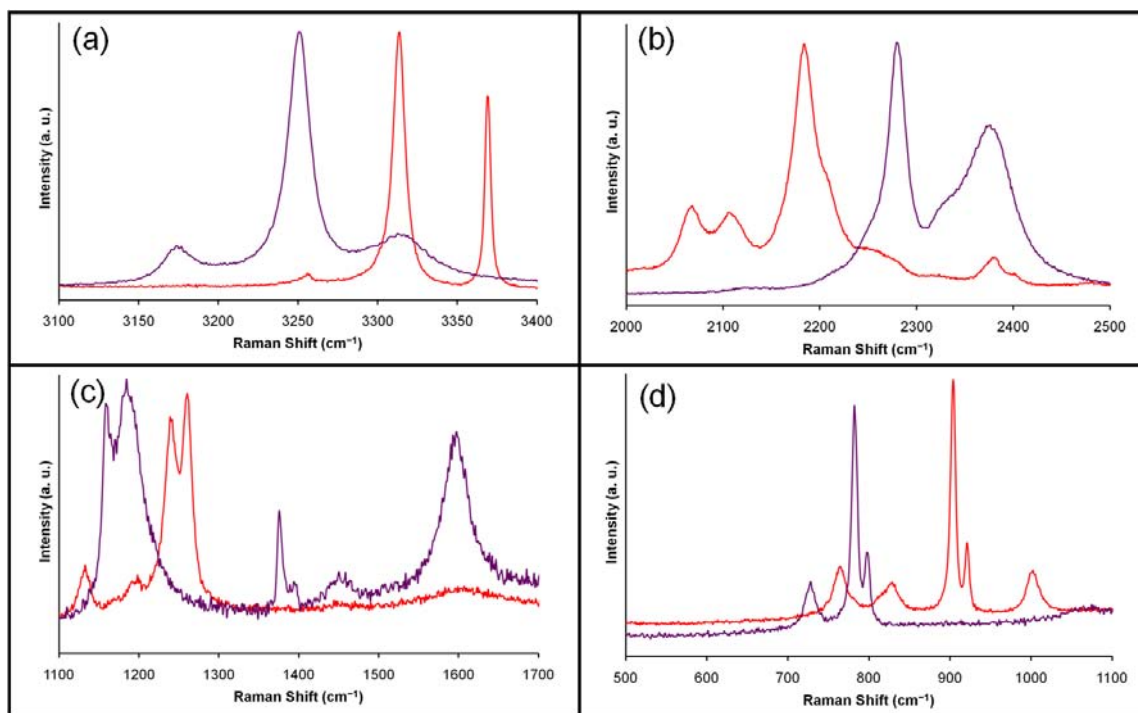 (a)
Intensity (a. u.)
3100 3150 3200 3250 3300 3350 3400
Raman Shift (cm⁻¹)
(b)
Intensity (a. u.)
2000 2100 2200 2300 2400 2500
Raman Shift (cm⁻¹)
(c)
Intensity (a. u.)
1100 1200 1300 1400 1500 1600 1700
Raman Shift (cm⁻¹)
(d)
Intensity (a. u.)
500 600 700 800 900 1000 1100
Raman Shift (cm⁻¹)